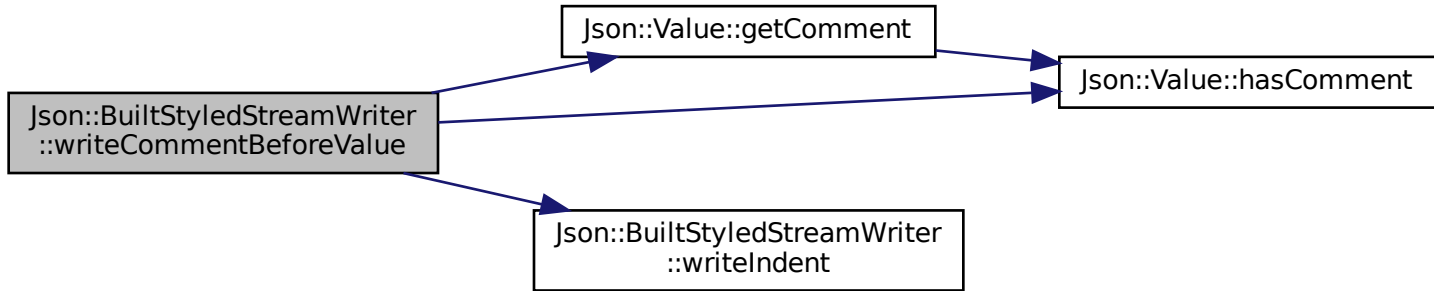 Json::Value::getComment
Json::Value::hasComment
Json::BuiltStyledStreamWriter
::writeCommentBeforeValue
Json::BuiltStyledStreamWriter
::writeIndent